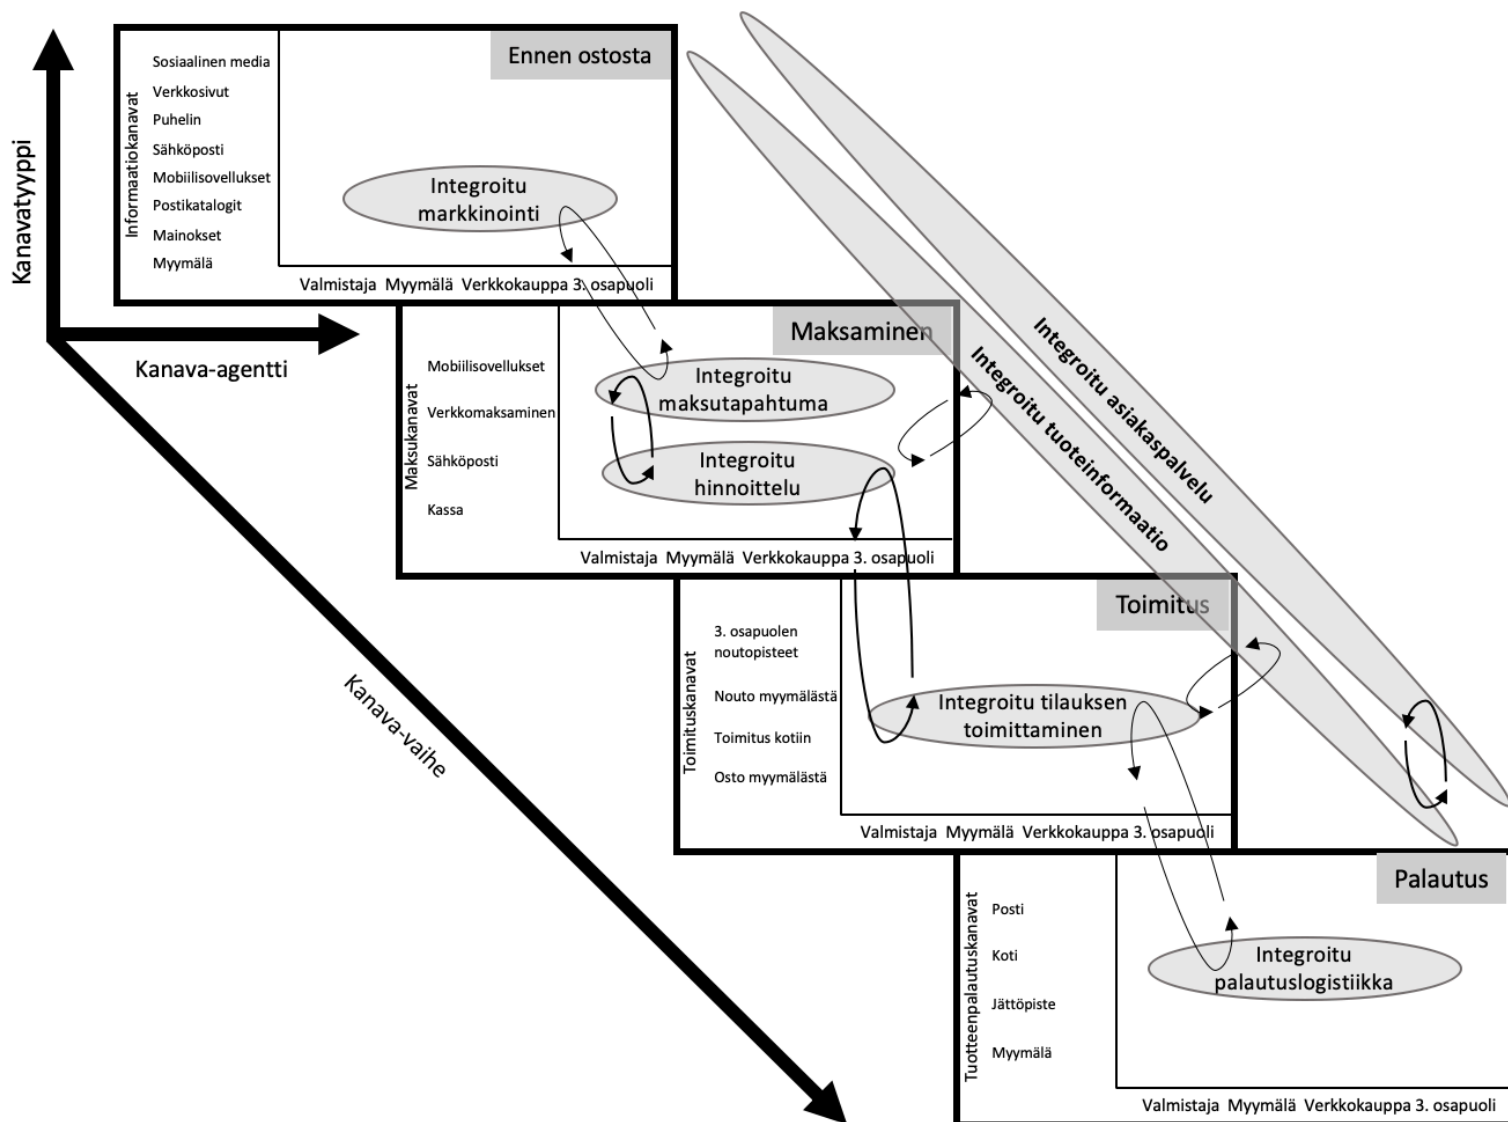 Kanavatyyppi
Kanava-agentti
Kanava-vaihe
Ennen ostosta
Informaatiokanavat
Sosiaalinen media
Verkkosivut
Puhelin
Sähköposti
Mobiilisovellukset
Postikatalogit
Mainokset
Myymälä
Integroitu
markkinointi
Valmistaja Myymälä Verkkokauppa 3. osapuoli
Maksaminen
Maksukanavat
Mobiilisovellukset
Verkkomaksaminen
Sähköposti
Kassa
Integroitu
maksutapahtuma
Integroitu
hinnoittelu
Valmistaja Myymälä Verkkokauppa 3. osapuoli
Integroitu tuoteinformaatio
Integroitu asiakaspalvelu
Toimitus
Toimituskanavat
3. osapuolen
noutopisteet
Nouto myymälästä
Toimitus kotiin
Osto myymälästä
Integroitu tilauksen
toimittaminen
Valmistaja Myymälä Verkkokauppa 3. osapuoli
Palautus
Tuotteenpalautuskanavat
Posti
Koti
Jättöpiste
Myymälä
Integroitu
palautuslogistiikka
Valmistaja Myymälä Verkkokauppa 3. osapuoli